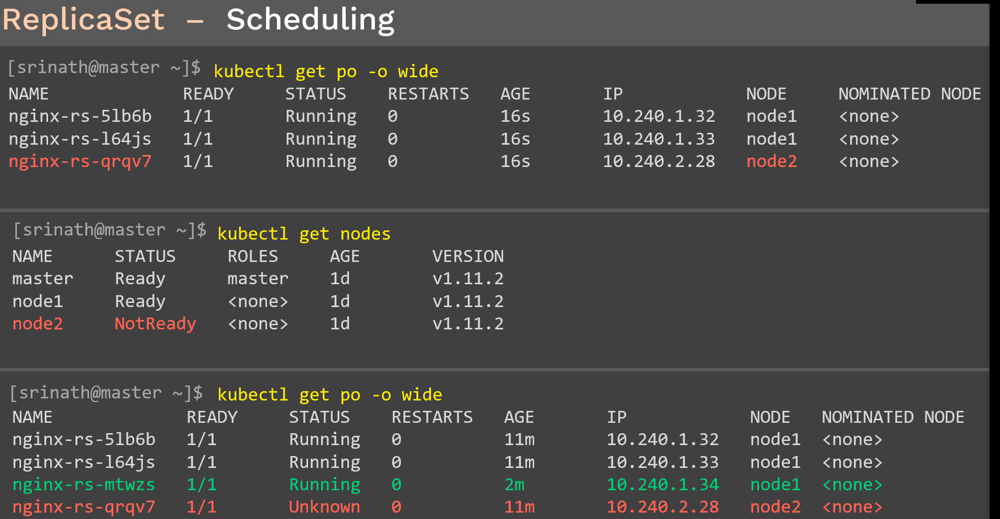 ReplicaSet – Scheduling
[srinath@master ~]$ kubectl get po -o wide
NAME READY STATUS RESTARTS AGE IP NODE NOMINATED NODE
nginx-rs-5lb6b 1/1 Running 0 16s 10.240.1.32 node1 <none>
nginx-rs-l64js 1/1 Running 0 16s 10.240.1.33 node1 <none>
nginx-rs-qrqv7 1/1 Running 0 16s 10.240.2.28 node2 <none>
[srinath@master ~]$ kubectl get nodes
NAME STATUS ROLES AGE VERSION
master Ready master 1d v1.11.2
node1 Ready <none> 1d v1.11.2
node2 NotReady <none> 1d v1.11.2
[srinath@master ~]$ kubectl get po -o wide
NAME READY STATUS RESTARTS AGE IP NODE NOMINATED NODE
nginx-rs-5lb6b 1/1 Running 0 11m 10.240.1.32 node1 <none>
nginx-rs-l64js 1/1 Running 0 11m 10.240.1.33 node1 <none>
nginx-rs-mtwzs 1/1 Running 0 2m 10.240.1.34 node1 <none>
nginx-rs-qrqv7 1/1 Unknown 0 11m 10.240.2.28 node2 <none>